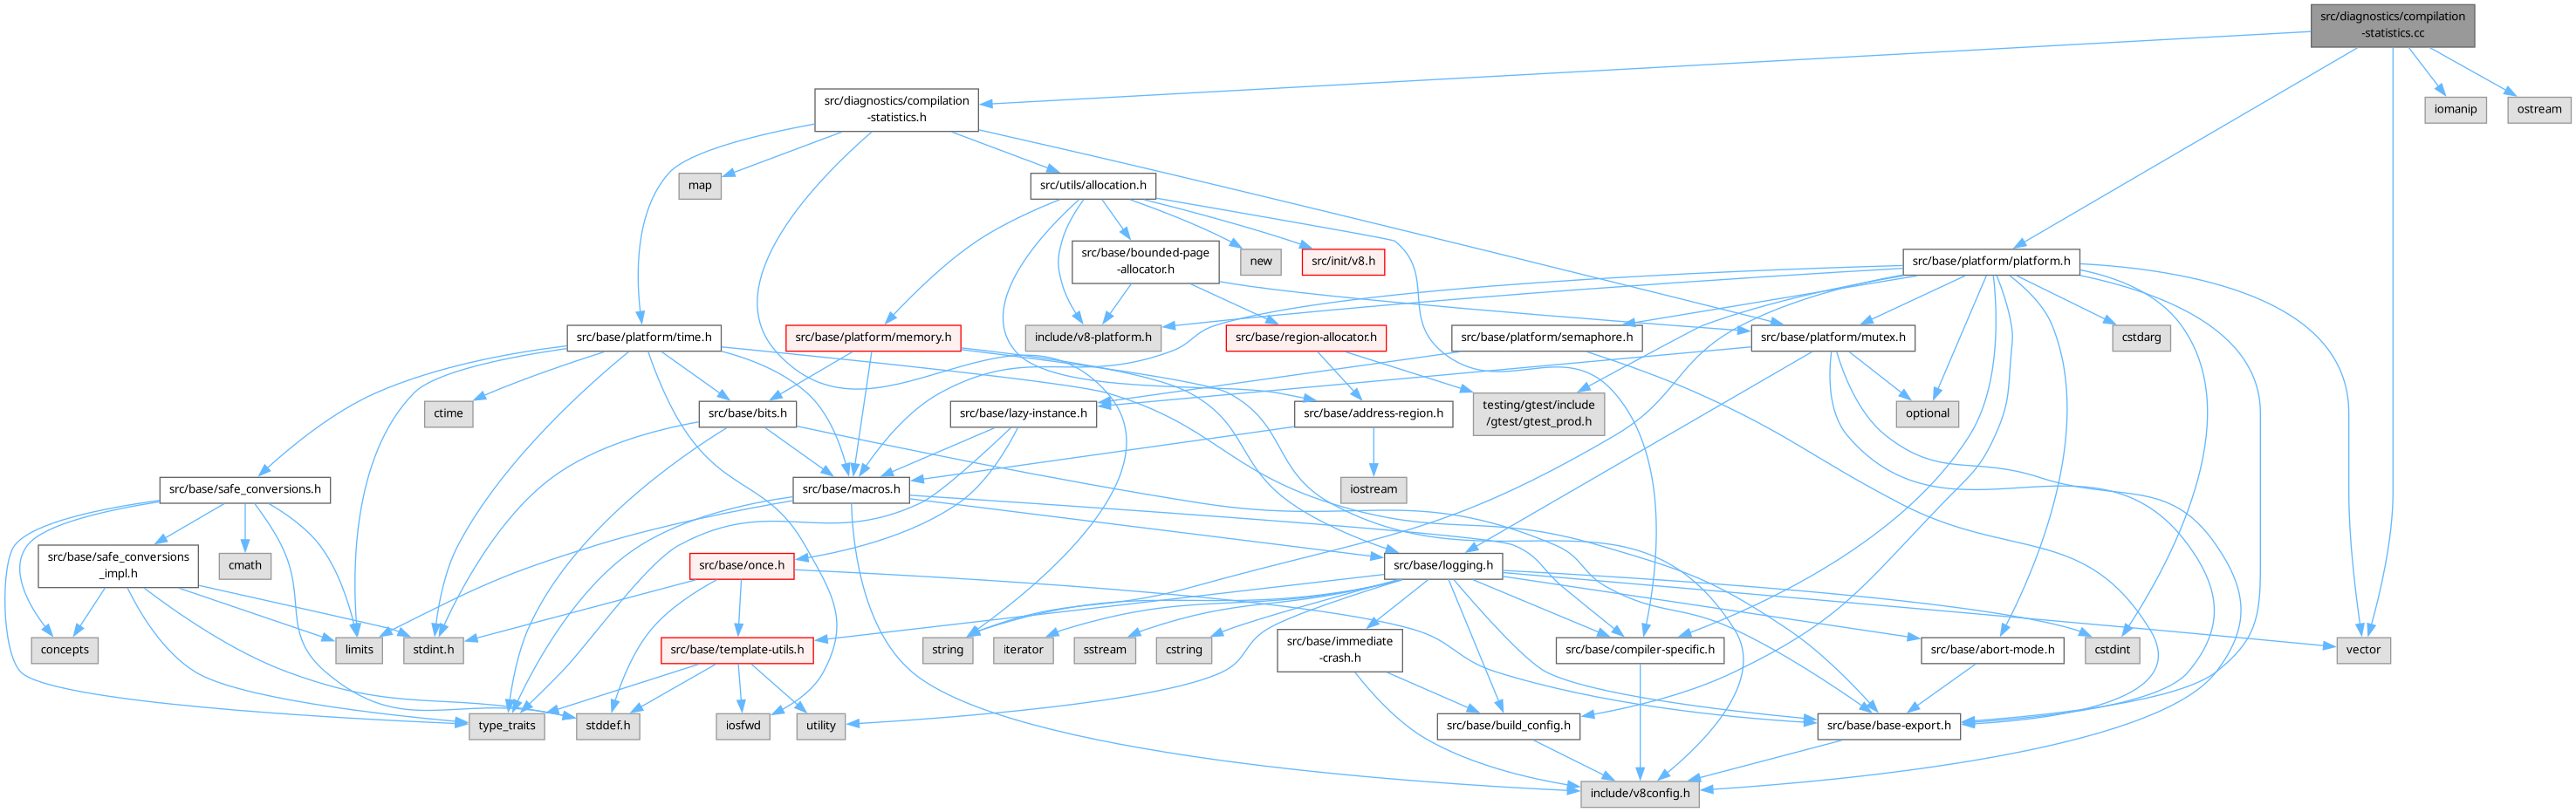 src/diagnostics/compilation
-statistics.cc
src/diagnostics/compilation
-statistics.h
iomanip
ostream
map
src/utils/allocation.h
src/base/bounded-page
-allocator.h
new
src/init/v8.h
src/base/platform/platform.h
src/base/platform/time.h
src/base/platform/memory.h
include/v8-platform.h
src/base/region-allocator.h
src/base/platform/semaphore.h
src/base/platform/mutex.h
cstdarg
ctime
src/base/bits.h
src/base/lazy-instance.h
src/base/address-region.h
testing/gtest/include
/gtest/gtest_prod.h
optional
src/base/safe_conversions.h
src/base/macros.h
iostream
src/base/safe_conversions
_impl.h
cmath
src/base/once.h
src/base/logging.h
concepts
limits
stdint.h
src/base/template-utils.h
string
iterator
sstream
cstring
src/base/immediate
-crash.h
src/base/compiler-specific.h
src/base/abort-mode.h
cstdint
vector
type_traits
stddef.h
iosfwd
utility
src/base/build_config.h
src/base/base-export.h
include/v8config.h